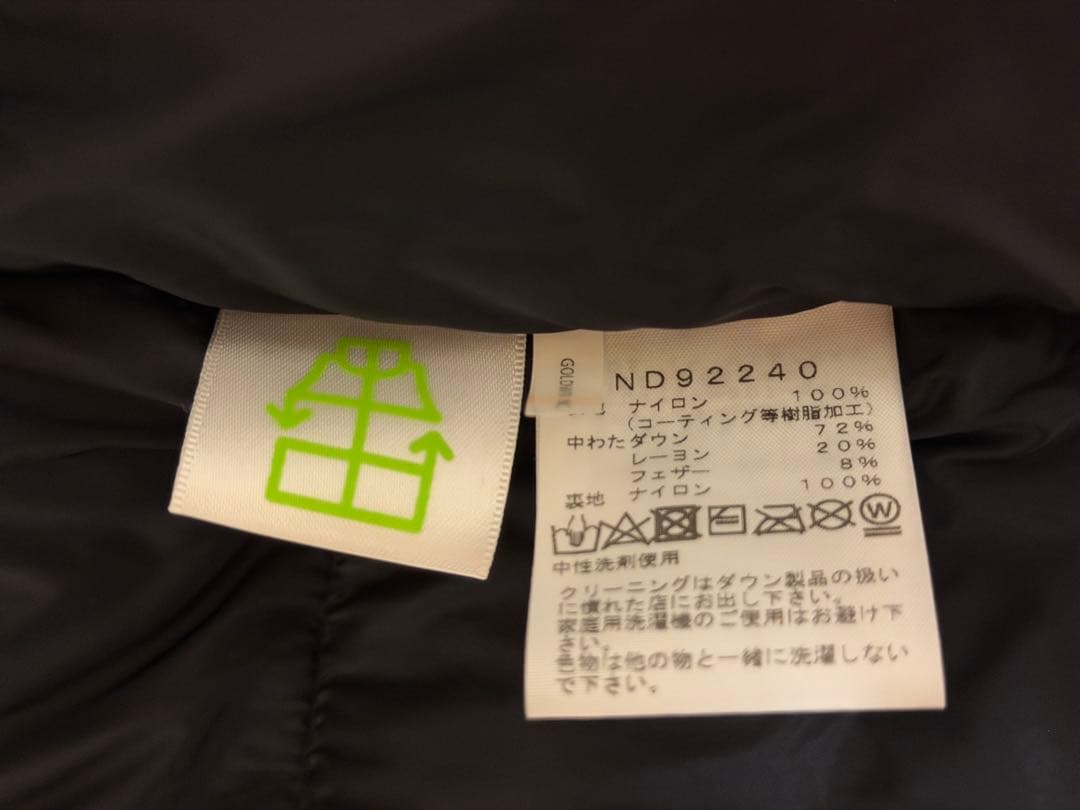 GOLDWIN
ND92240
地 ナイロン 100%
(コーティング等樹脂加工)
中わたダウン 72%
レーヨン 20%
フェザー 8%
裏地 ナイロン 100%
W
中性洗剤使用
クリーニングはダウン製品の扱い
に慣れた店にお出し下さい。
家庭用洗濯機のご使用はお避け下
さい。
色物は他の物と一緒に洗濯しない
で下さい。